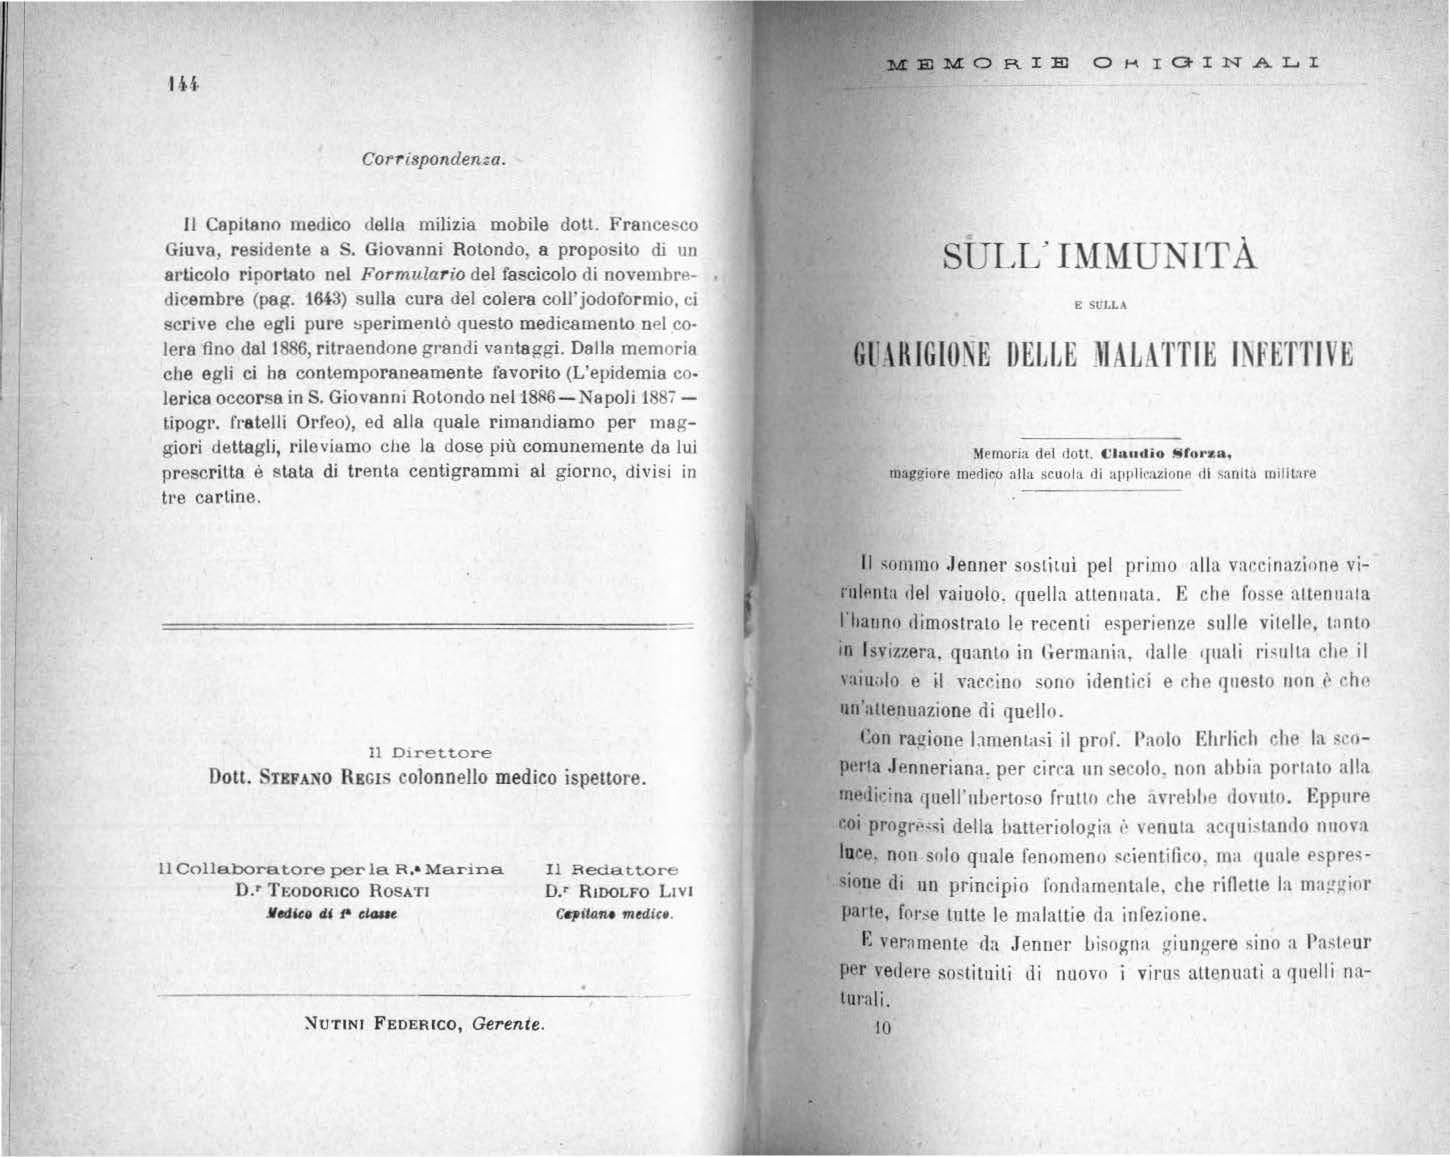 144
Corrispondenza.
Il Capitano medico della milizia mobile dott. Francesco
Giuva, residente a S. Giovanni Rotondo, a proposito di un
articolo riportato nel Formulario del fascicolo di novembre-
dicembre (pag. 1643) sulla cura del colera coll'jodoformio, ci
scrive che egli pure sperimentò questo medicamento nel co-
lera fino dal 1886, ritraendone grandi vantaggi. Dalla memoria
che egli ci ha contemporaneamente favorito (L'epidemia co-
lerica occorsa in S. Giovanni Rotondo nel 1886 — Napoli 1887 —
tipogr. fratelli Orfeo), ed alla quale rimandiamo per mag-
giori dettagli, rileviamo che la dose più comunemente da lui
prescritta è stata di trenta centigrammi al giorno, divisi in
tre cartine.
Il Direttore
Dott. STEFANO REGIS colonnello medico ispettore.
Il Collaboratore per la R.ª Marina
D.r TEODORICO ROSATI
Medico di 1ª classe
Il Redattore
D.r RIDOLFO LIVI
Capitano medico.
NUTINI FEDERICO, Gerente.
MEMORIE ORIGINALI
SULL'IMMUNITÀ
E SULLA
GUARIGIONE DELLE MALATTIE INFETTIVE
Memoria del dott. Claudio Sforza,
maggiore medico alla scuola di applicazione di sanità militare
Il sommo Jenner sostituì pel primo alla vaccinazione vi-
rulenta del vaiuolo, quella attenuata. E che fosse attenuata
l'hanno dimostrato le recenti esperienze sulle vitelle, tanto
in Isvizzera, quanto in Germania, dalle quali risulta che il
vaiuolo e il vaccino sono identici e che questo non è che
un'attenuazione di quello.
Con ragione lamentasi il prof. Paolo Ehrlich che la sco-
perta Jenneriana, per circa un secolo, non abbia portato alla
medicina quell'ubertoso frutto che avrebbe dovuto. Eppure
coi progressi della batteriologia è venuta acquistando nuova
luce, non solo quale fenomeno scientifico, ma quale espres-
sione di un principio fondamentale, che riflette la maggior
parte, forse tutte le malattie da infezione.
E veramente da Jenner bisogna giungere sino a Pasteur
per vedere sostituiti di nuovo i virus attenuati a quelli na-
turali.
10